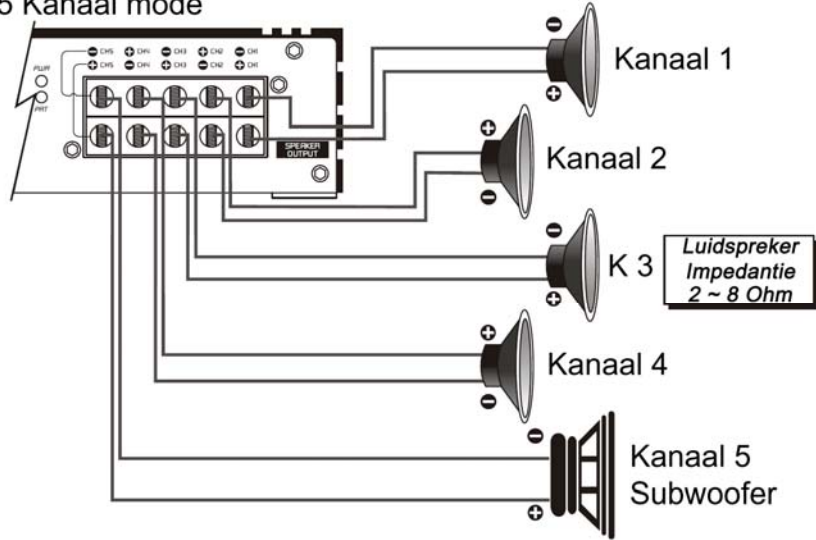 5 Kanaal mode
⊖ CH5 ⊕ CH4 ⊖ CH3 ⊕ CH2 ⊖ CH1
⊕ CH5 ⊖ CH4 ⊕ CH3 ⊖ CH2 ⊕ CH1
PWR
PRT
SPEAKER
OUTPUT
Kanaal 1
Kanaal 2
K 3
Luidspreker
Impedantie
2 ~ 8 Ohm
Kanaal 4
Kanaal 5
Subwoofer